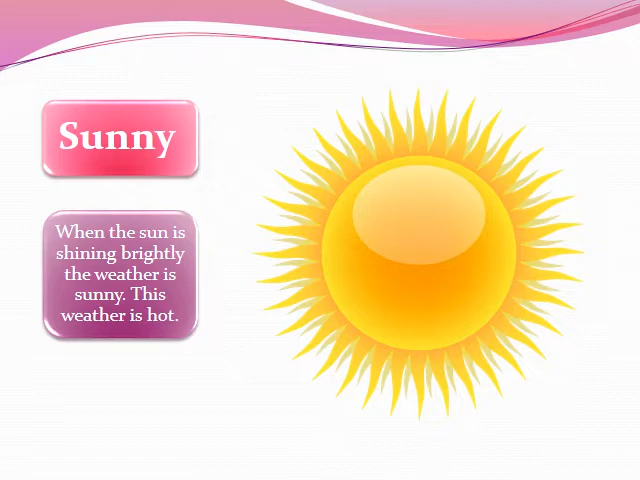 Sunny
When the sun is
shining brightly
the weather is
sunny. This
weather is hot.